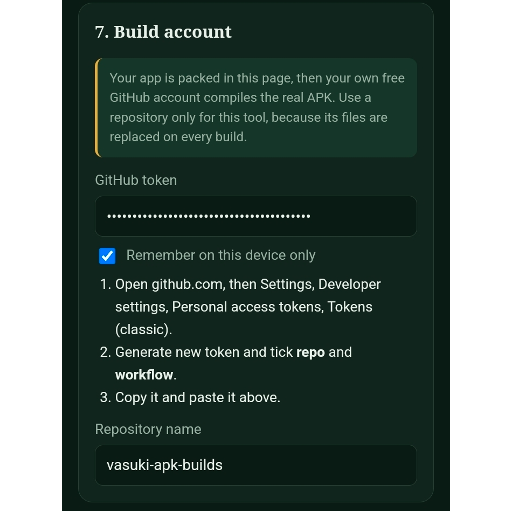 7. Build account
Your app is packed in this page, then your own free
GitHub account compiles the real APK. Use a
repository only for this tool, because its files are
replaced on every build.
GitHub token
••••••••••••••••••••••••••••••••••••••••
Remember on this device only
1. Open github.com, then Settings, Developer
settings, Personal access tokens, Tokens
(classic).
2. Generate new token and tick repo and
workflow.
3. Copy it and paste it above.
Repository name
vasuki-apk-builds